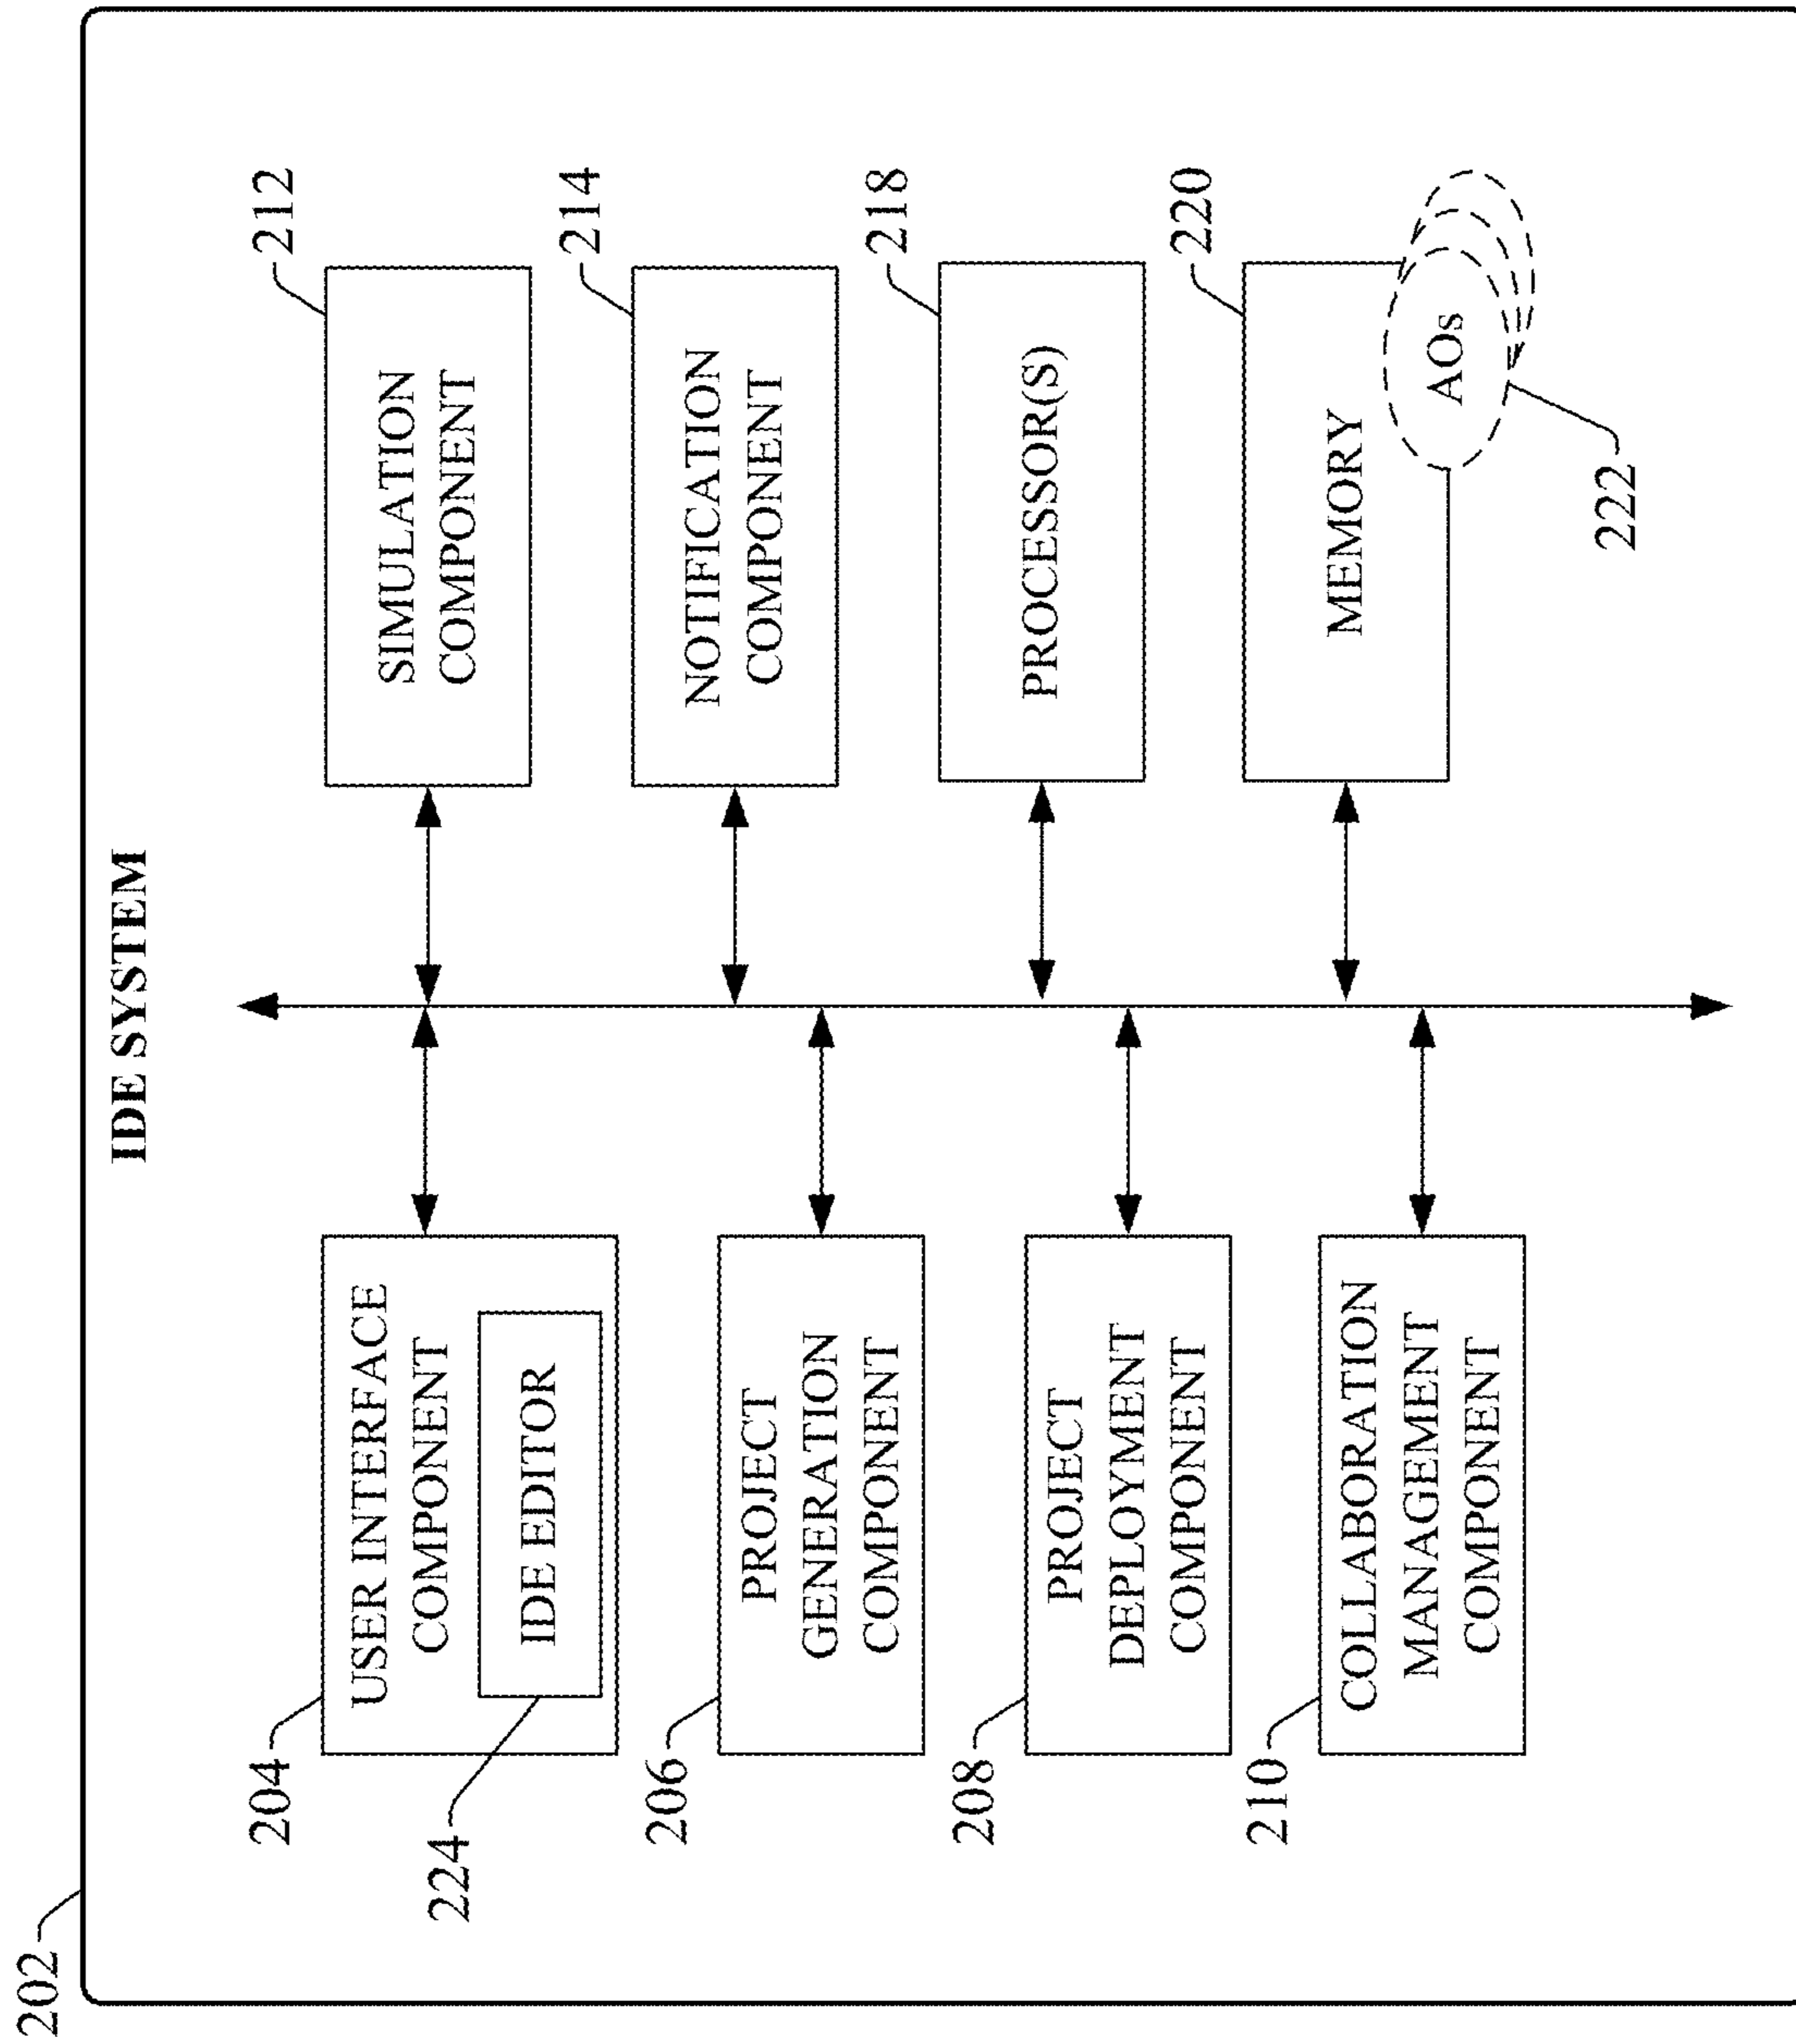 202
IDE SYSTEM
204
USER INTERFACE
COMPONENT
224
IDE EDITOR
206
PROJECT
GENERATION
COMPONENT
208
PROJECT
DEPLOYMENT
COMPONENT
210
COLLABORATION
MANAGEMENT
COMPONENT
212
SIMULATION
COMPONENT
214
NOTIFICATION
COMPONENT
218
PROCESSOR(S)
220
MEMORY
AOs
222